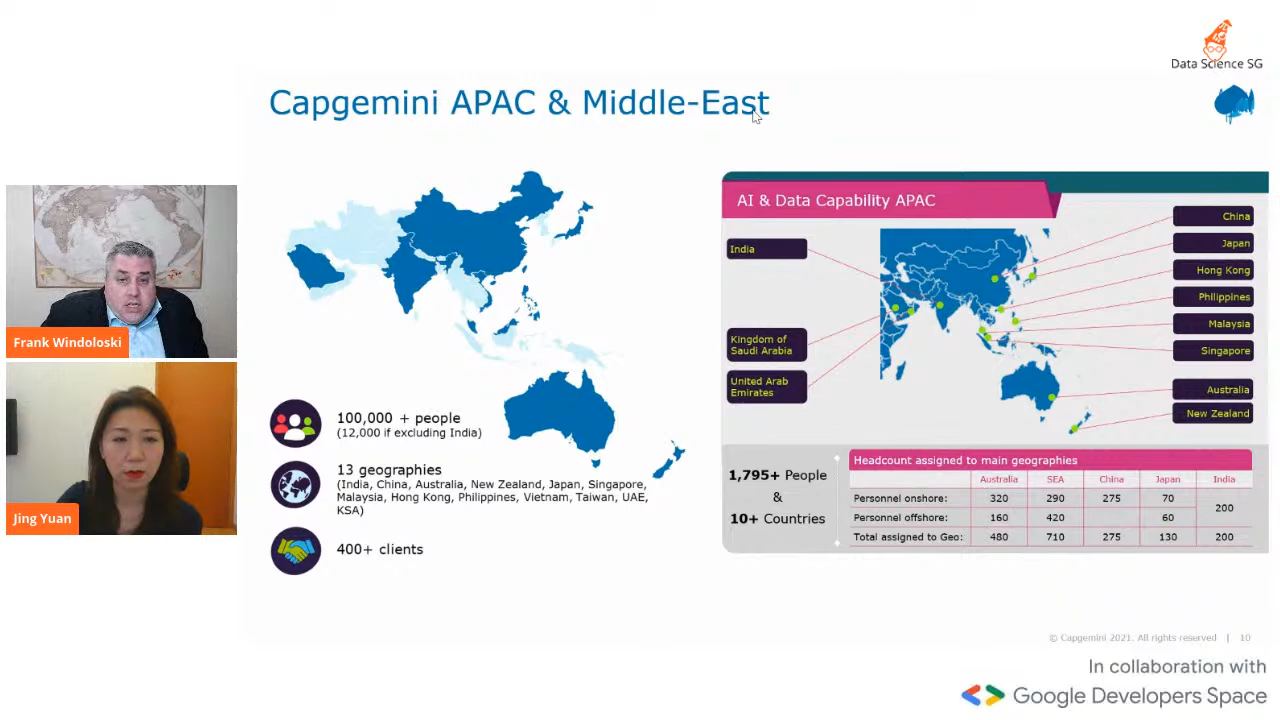 Data Science SG
Capgemini APAC & Middle-East
Frank Windoloski
Jing Yuan
100,000 + people
(12,000 if excluding India)
13 geographies
(India, China, Australia, New Zealand, Japan, Singapore,
Malaysia, Hong Kong, Philippines, Vietnam, Taiwan, UAE,
KSA)
400+ clients
AI & Data Capability APAC
India
Kingdom of
Saudi Arabia
United Arab
Emirates
China
Japan
Hong Kong
Philippines
Malaysia
Singapore
Australia
New Zealand
1,795+ People
&
10+ Countries
Headcount assigned to main geographies
Australia SEA China Japan India
Personnel onshore: 320 290 275 70 200
Personnel offshore: 160 420 60
Total assigned to Geo: 480 710 275 130 200
© Capgemini 2021. All rights reserved | 10
In collaboration with
Google Developers Space